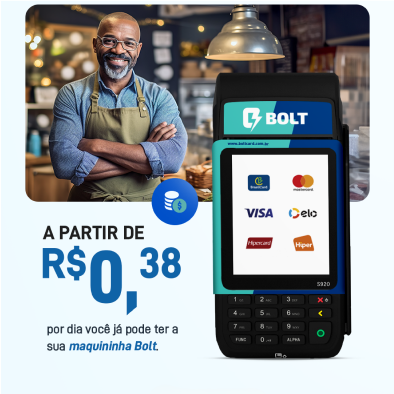 BOLT
www.boltcard.com.br
mastercard
VISA
elo
Hipercard
Hiper
S920
A PARTIR DE
R$0,38
por dia você já pode ter a
sua maquininha Bolt.
1
2
3
4
5
6
7
8
9
FUNC
0
ALPHA